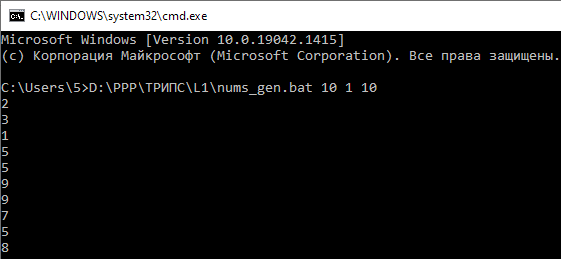 C:\WINDOWS\system32\cmd.exe
Microsoft Windows [Version 10.0.19042.1415]
(c) Корпорация Майкрософт (Microsoft Corporation). Все права защищены.
C:\Users\5>D:\PPP\ТРИПС\L1\nums_gen.bat 10 1 10
2
3
1
5
5
9
9
7
5
8